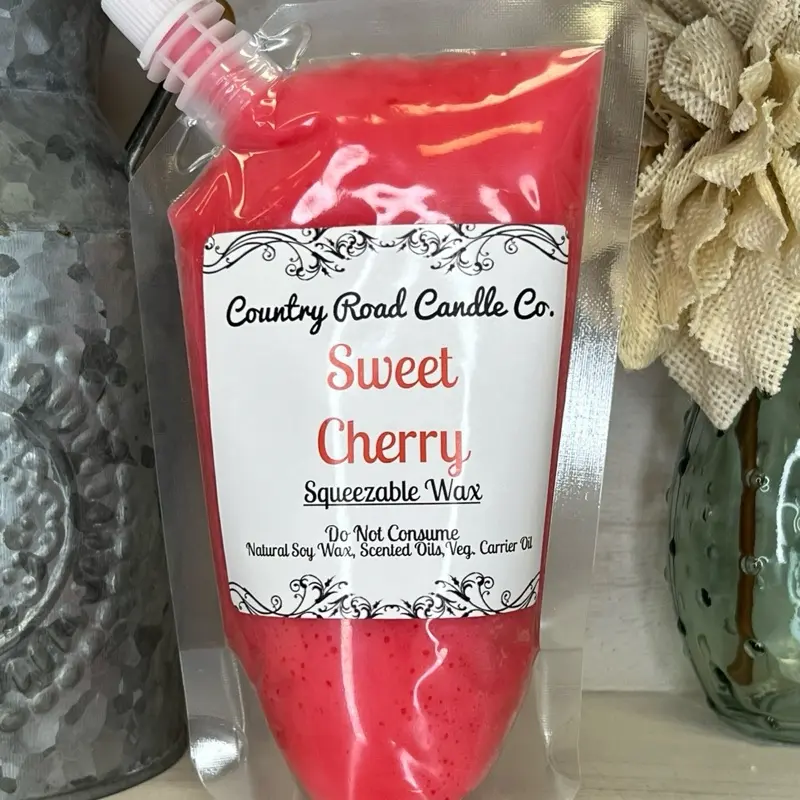 Country Road Candle Co.
Sweet
Cherry
Squeezable Wax
Do Not Consume
Natural Soy Wax, Scented Oils, Veg. Carrier Oil